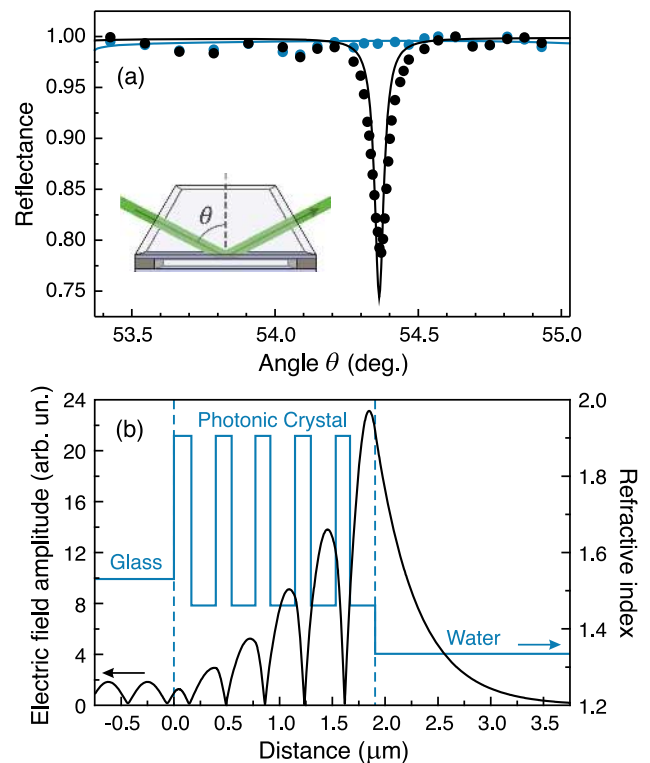 (a)
1.00
0.95
0.90
0.85
0.80
0.75
Reflectance
θ
53.5 54.0 54.5 55.0
Angle θ (deg.)
(b)
Photonic Crystal
Glass
Water
24
20
16
12
8
4
0
Electric field amplitude (arb. un.)
2.0
1.8
1.6
1.4
1.2
Refractive index
-0.5 0.0 0.5 1.0 1.5 2.0 2.5 3.0 3.5
Distance (μm)